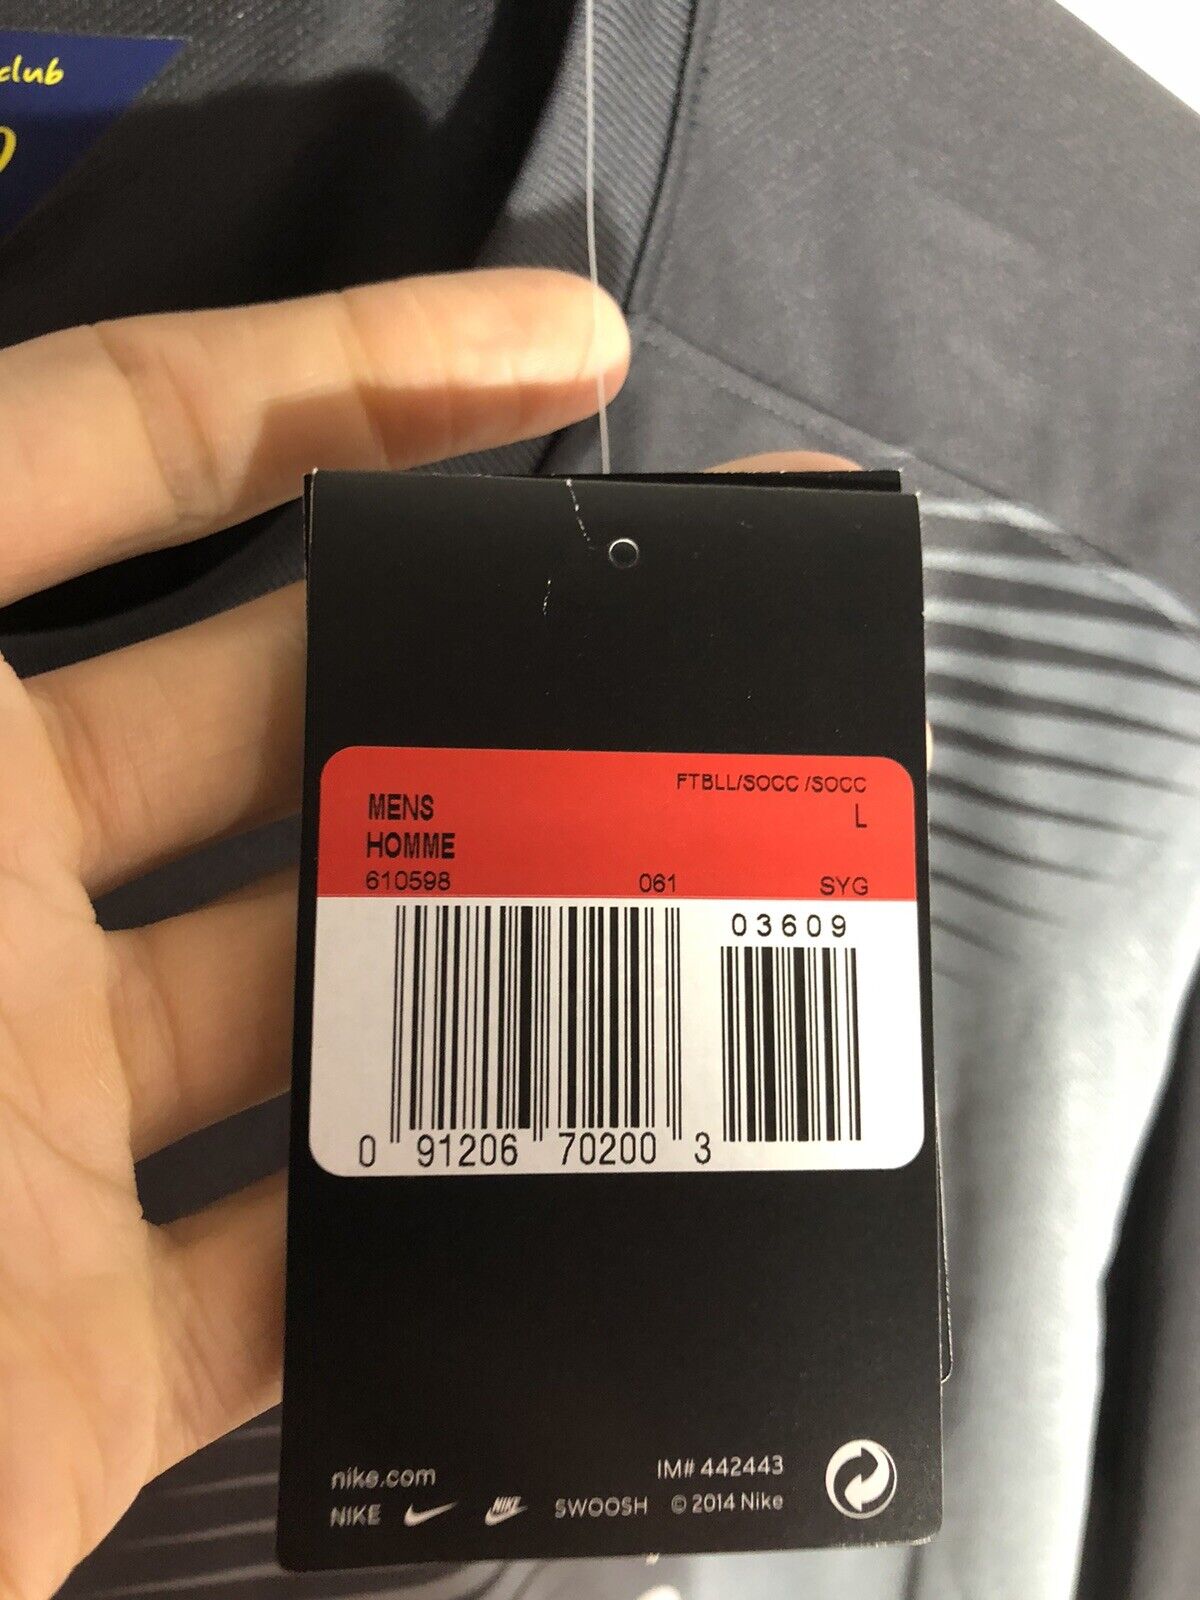 club
FTBLL/SOCC /SOCC
MENS L
HOMME
610598 061 SYG
03609
0 91206 70200 3
nike.com IM# 442443
NIKE NIKE SWOOSH © 2014 Nike